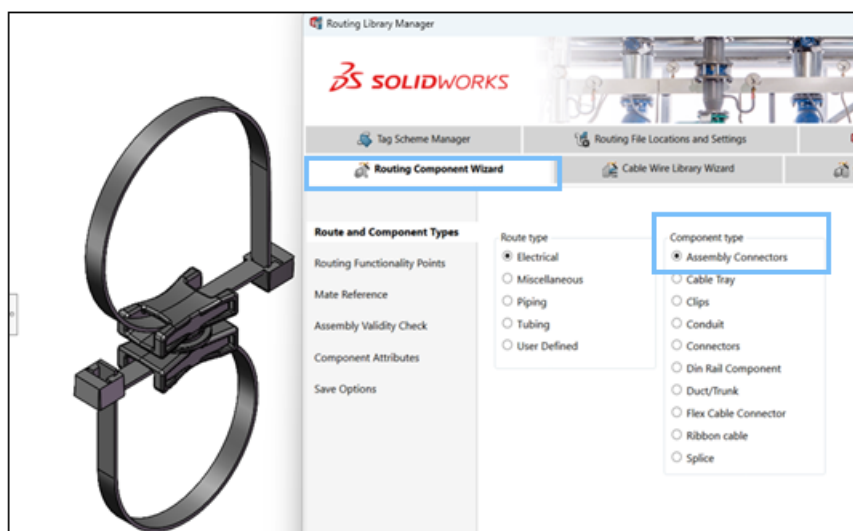 Routing Library Manager
SOLIDWORKS
Tag Scheme Manager
Routing File Locations and Settings
Routing Component Wizard
Cable Wire Library Wizard
Route and Component Types
Routing Functionality Points
Mate Reference
Assembly Validity Check
Component Attributes
Save Options
Route type
Electrical
Miscellaneous
Piping
Tubing
User Defined
Component type
Assembly Connectors
Cable Tray
Clips
Conduit
Connectors
Din Rail Component
Duct/Trunk
Flex Cable Connector
Ribbon cable
Splice